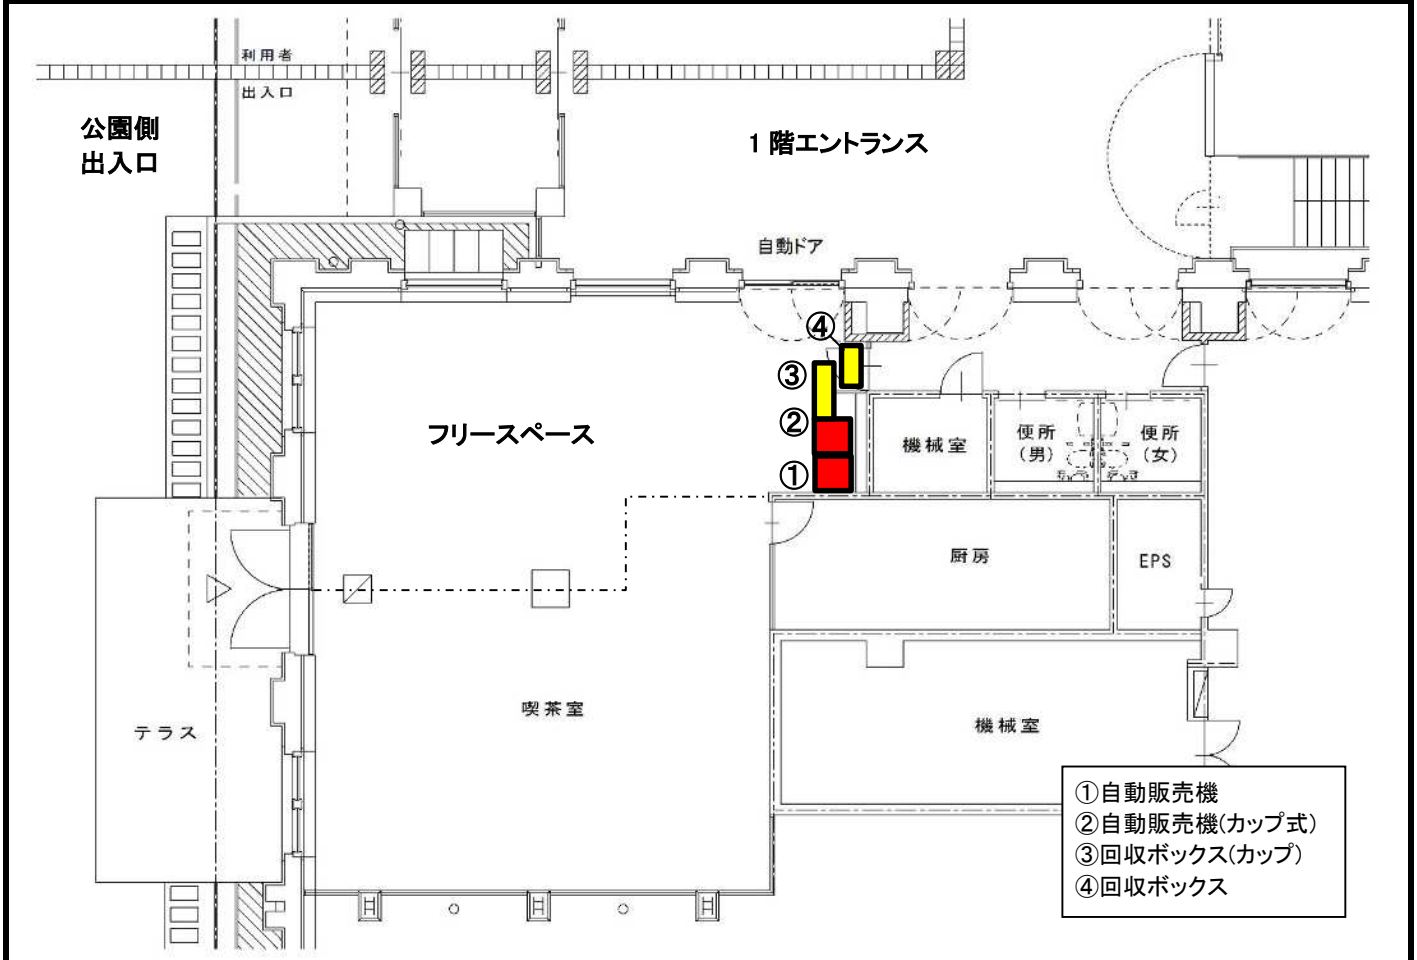 利用者
出入口
公園側
出入口
1階エントランス
自動ドア
④
③
②
①
フリースペース
機械室
便所
(男)
便所
(女)
厨房
EPS
喫茶室
テラス
機械室
①自動販売機
②自動販売機(カップ式)
③回収ボックス(カップ)
④回収ボックス